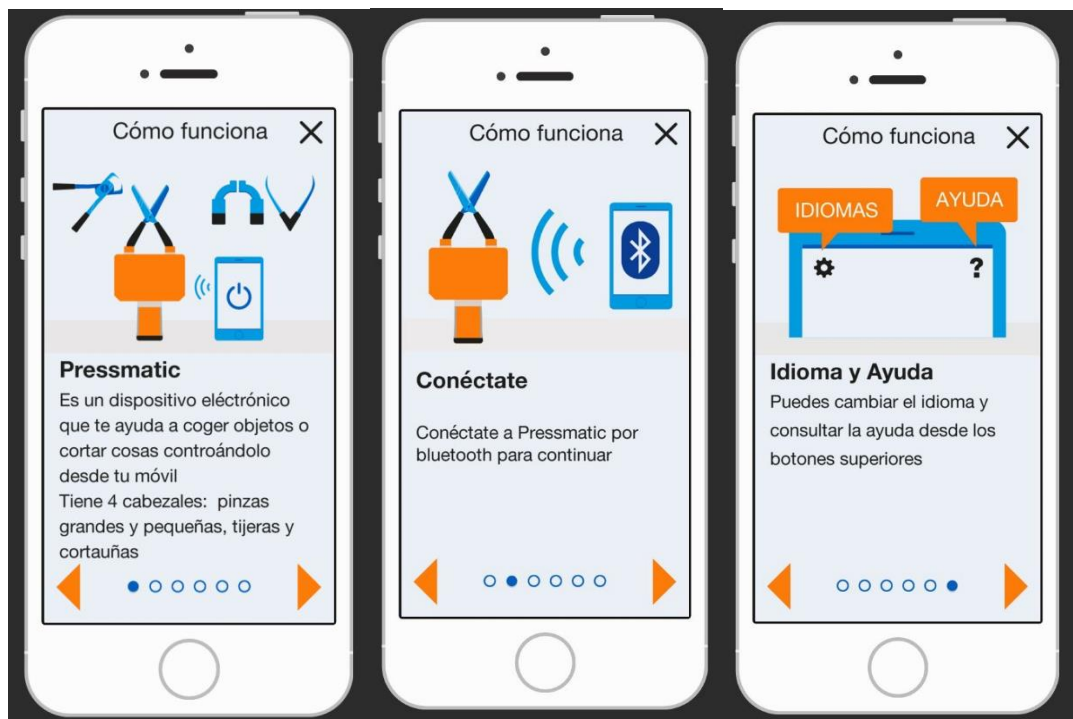 Cómo funciona
Pressmatic
Es un dispositivo eléctrónico
que te ayuda a coger objetos o
cortar cosas controándolo
desde tu móvil
Tiene 4 cabezales: pinzas
grandes y pequeñas, tijeras y
cortauñas
Cómo funciona
Conéctate
Conéctate a Pressmatic por
bluetooth para continuar
Cómo funciona
IDIOMAS
AYUDA
?
Idioma y Ayuda
Puedes cambiar el idioma y
consultar la ayuda desde los
botones superiores